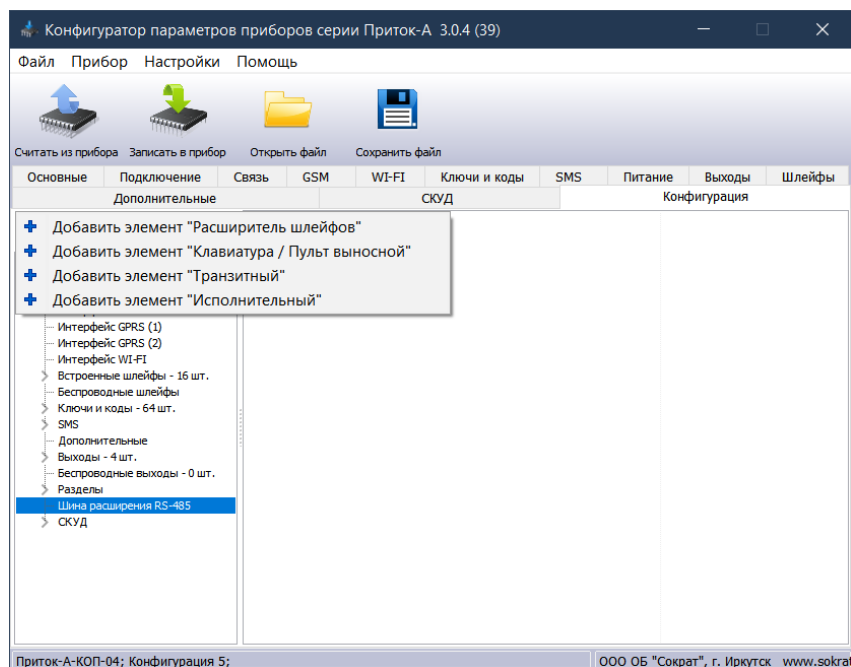 Конфигуратор параметров приборов серии Приток-А 3.0.4 (39)
Файл Прибор Настройки Помощь
Считать из прибора Записать в прибор Открыть файл Сохранить файл
Основные Подключение Связь GSM WI-FI Ключи и коды SMS Питание Выходы Шлейфы
Дополнительные СКУД Конфигурация
Добавить элемент "Расширитель шлейфов"
Добавить элемент "Клавиатура / Пульт выносной"
Добавить элемент "Транзитный"
Добавить элемент "Исполнительный"
Интерфейс GPRS (1)
Интерфейс GPRS (2)
Интерфейс WI-FI
Встроенные шлейфы - 16 шт.
Беспроводные шлейфы
Ключи и коды - 64 шт.
SMS
Дополнительные
Выходы - 4 шт.
Беспроводные выходы - 0 шт.
Разделы
Шина расширения RS-485
СКУД
Приток-А-КОП-04; Конфигурация 5; ООО ОБ "Сократ", г. Иркутск www.sokrat